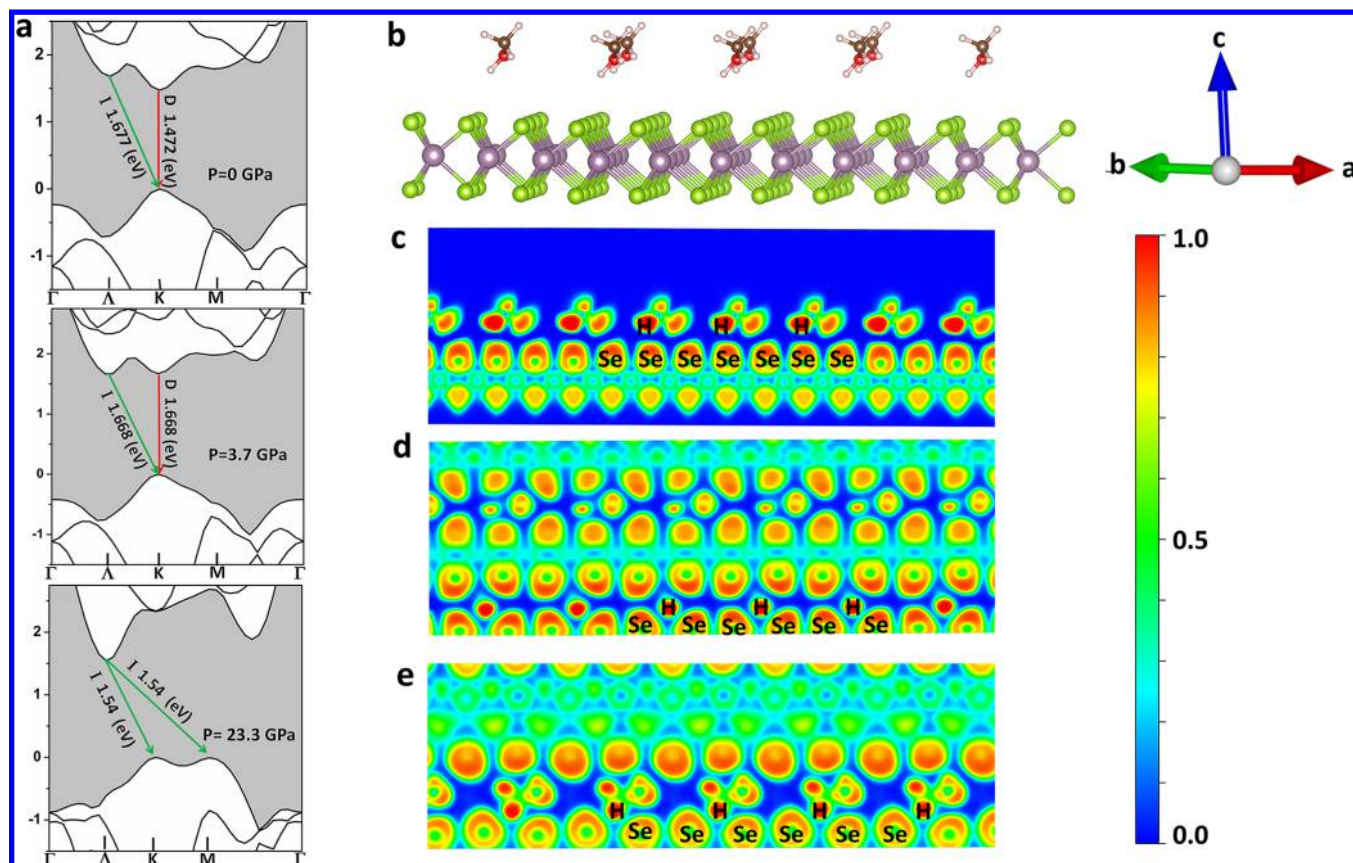 a
2
1
0
-1
I 1.677 (eV)
D 1.472 (eV)
P=0 GPa
Γ Λ K M Γ
2
1
0
-1
I 1.668 (eV)
D 1.668 (eV)
P=3.7 GPa
Γ Λ K M Γ
2
1
0
-1
I 1.54 (eV)
I 1.54 (eV)
P= 23.3 GPa
Γ Λ K M Γ
b
c
b
a
c
H H H
Se Se Se Se Se Se Se
d
H H H
Se Se Se Se Se Se
e
H H H H
Se Se Se Se Se Se
1.0
0.5
0.0